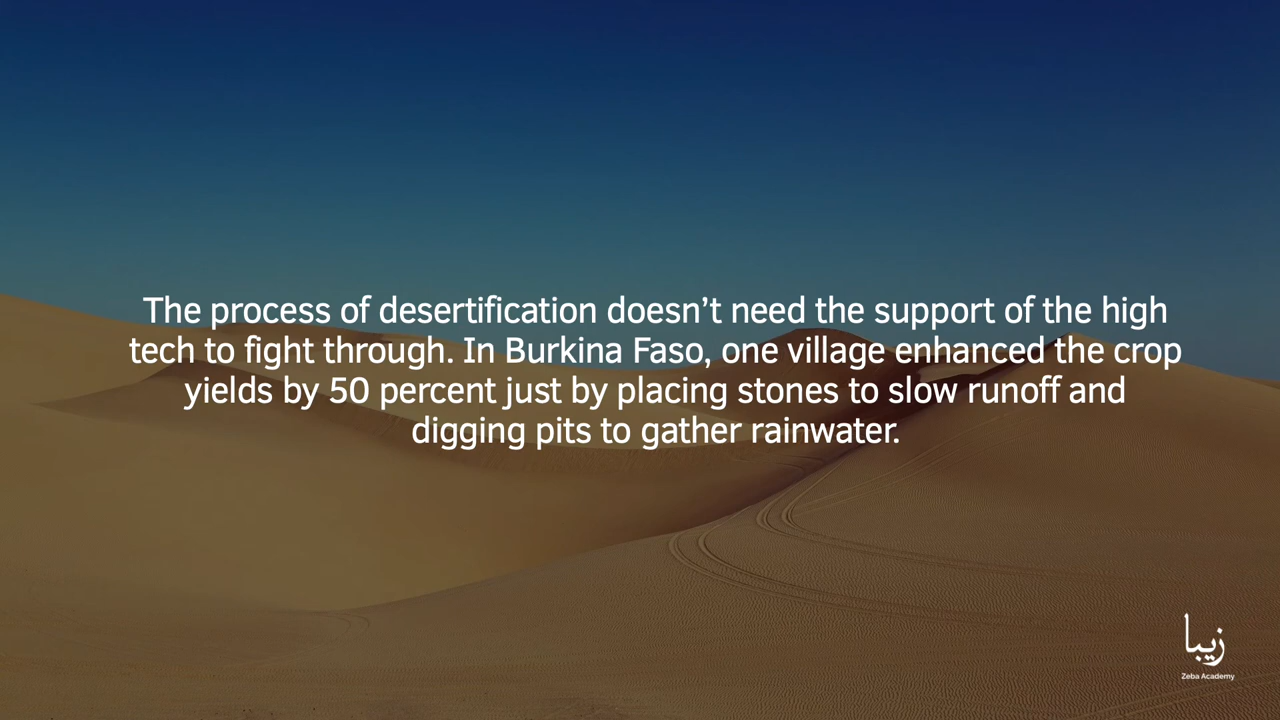 The process of desertification doesn’t need the support of the high
tech to fight through. In Burkina Faso, one village enhanced the crop
yields by 50 percent just by placing stones to slow runoff and
digging pits to gather rainwater.
زیبا
Zeba Academy